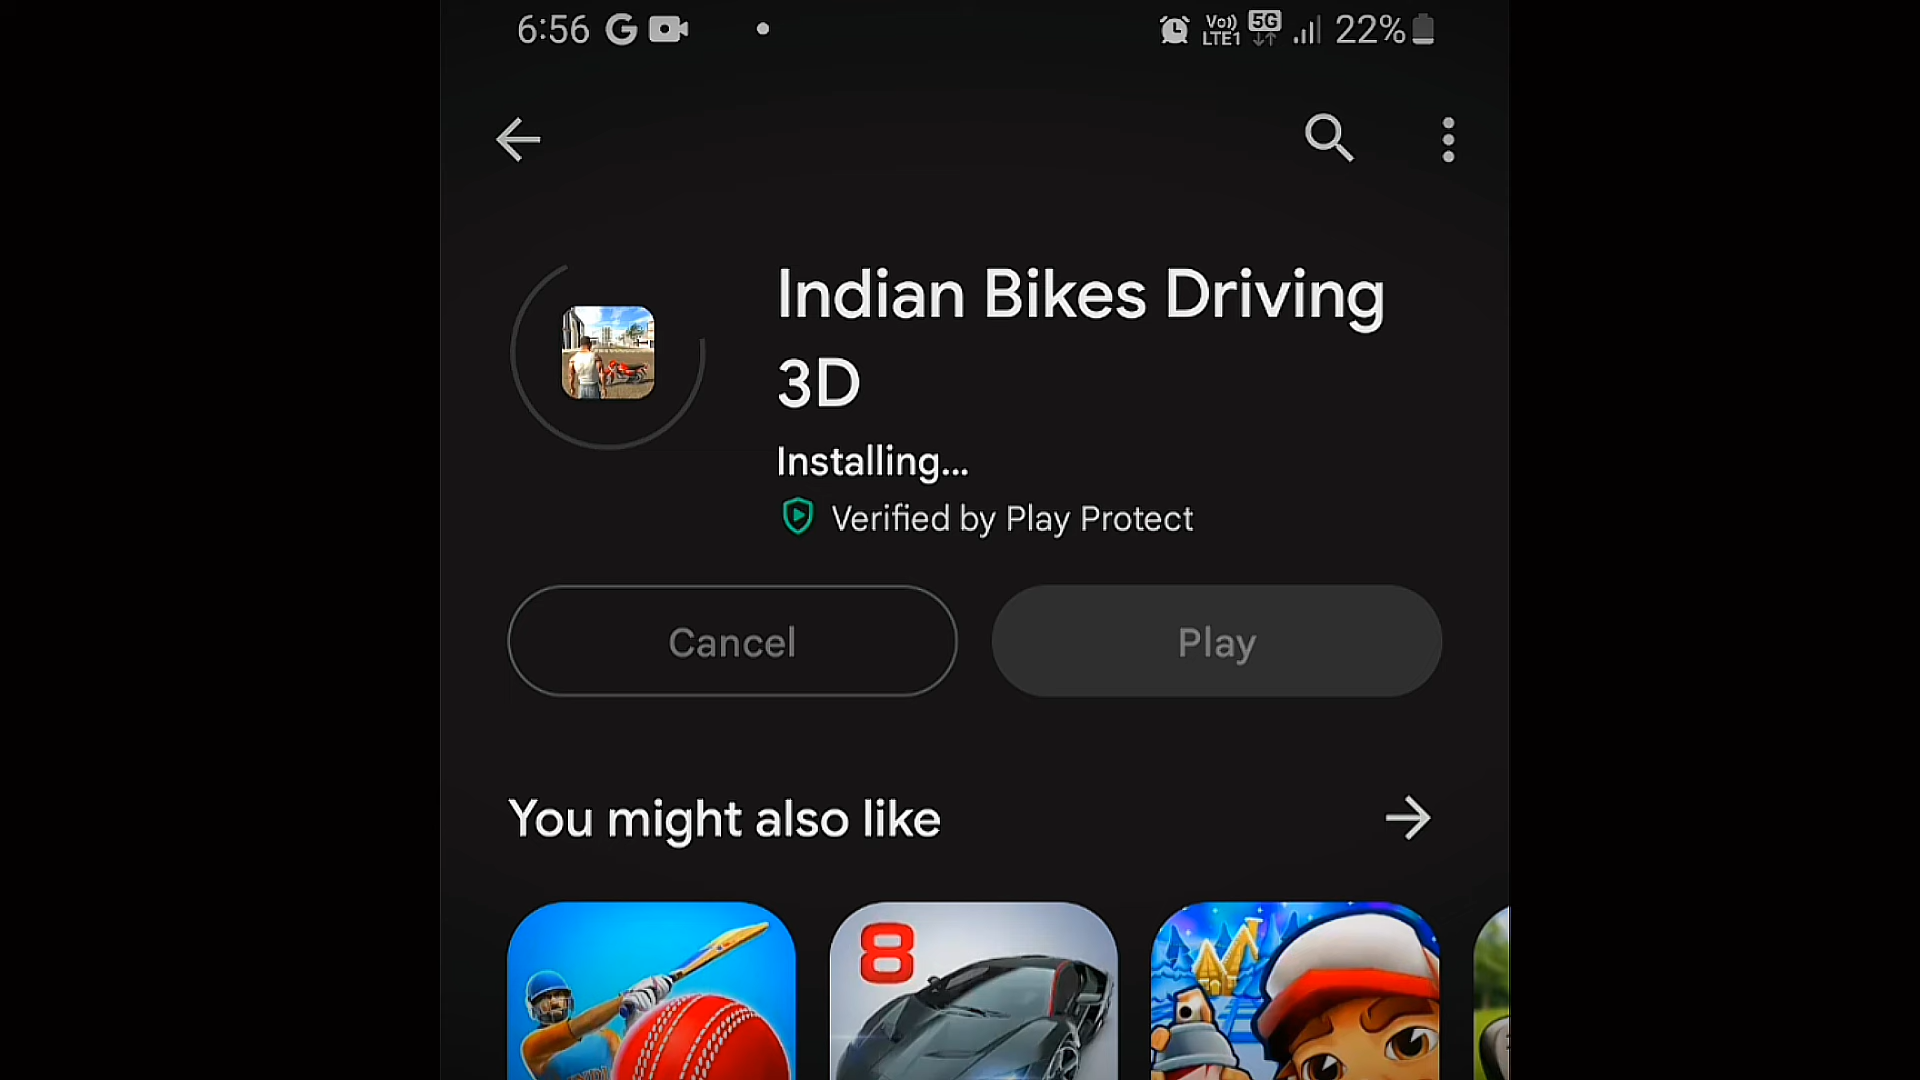 6:56 G Vo)) LTE1 5G 22%
Indian Bikes Driving
3D
Installing...
Verified by Play Protect
Cancel Play
You might also like
8